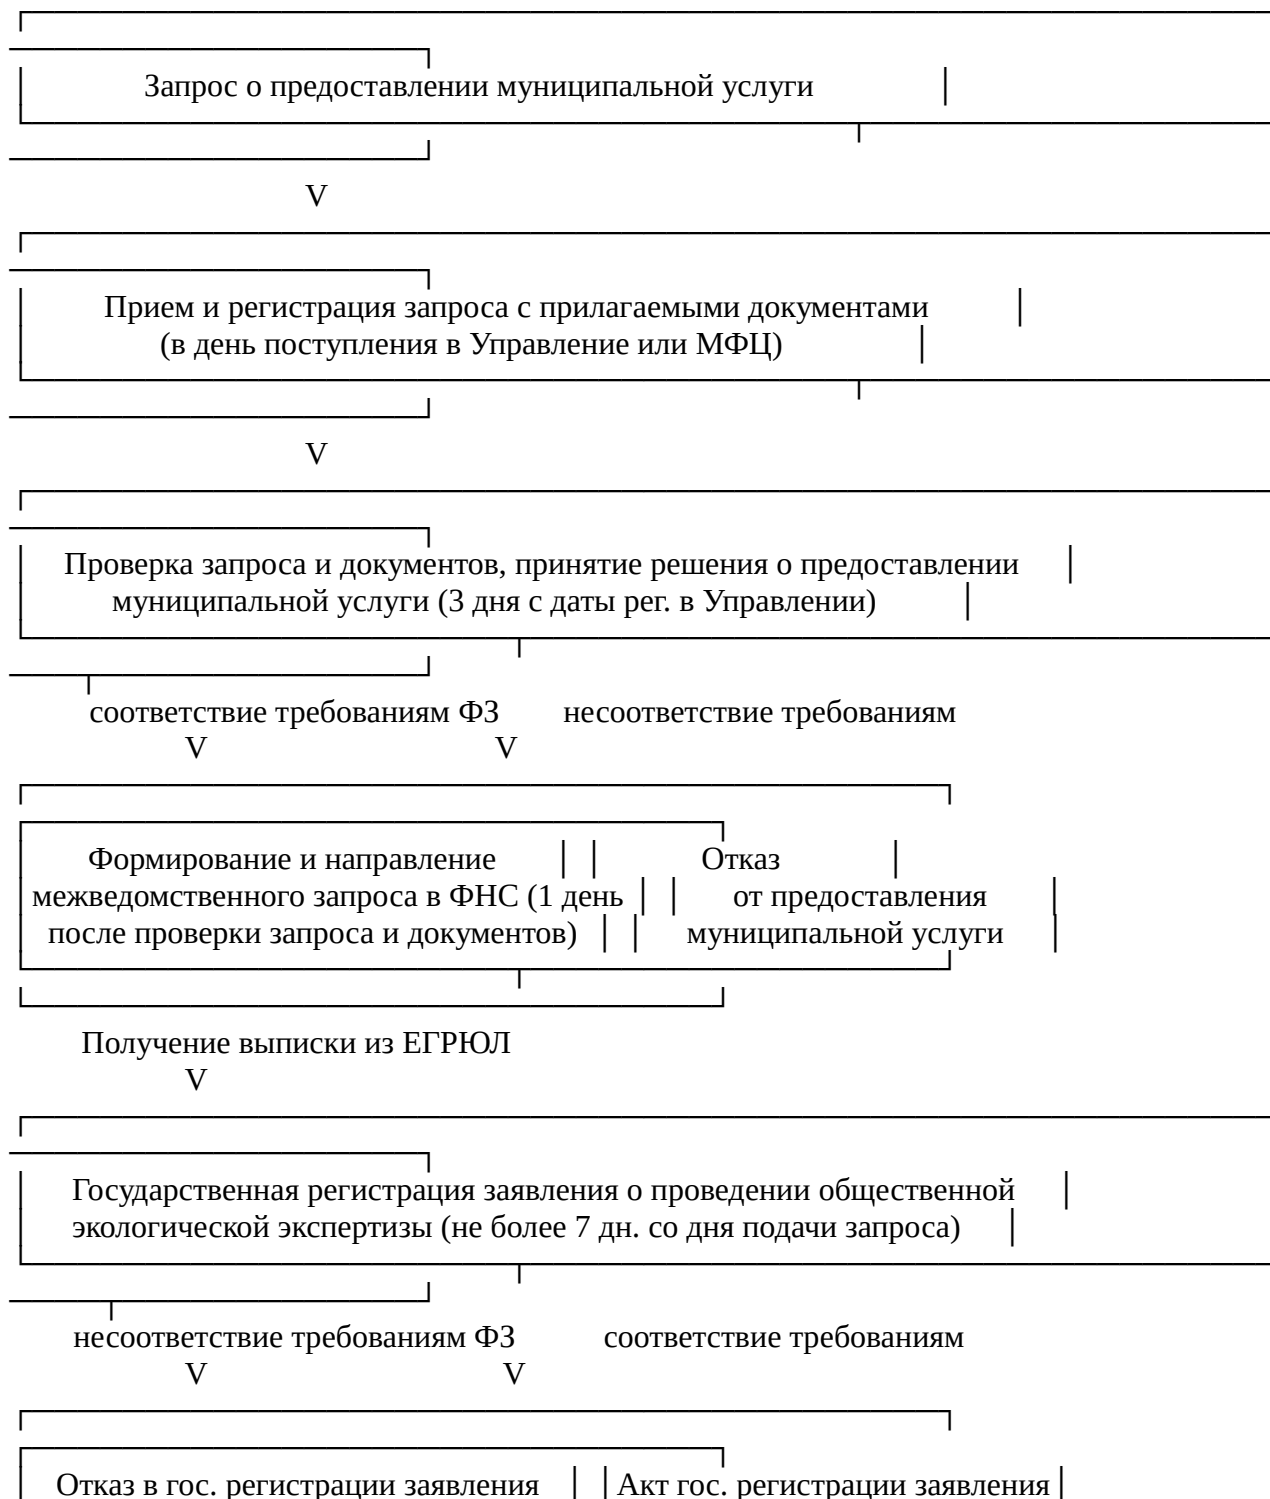 Запрос о предоставлении муниципальной услуги
V
Прием и регистрация запроса с прилагаемыми документами
(в день поступления в Управление или МФЦ)
V
Проверка запроса и документов, принятие решения о предоставлении
муниципальной услуги (3 дня с даты рег. в Управлении)
соответствие требованиям ФЗ несоответствие требованиям
V V
Формирование и направление Отказ
межведомственного запроса в ФНС (1 день от предоставления
после проверки запроса и документов) муниципальной услуги
Получение выписки из ЕГРЮЛ
V
Государственная регистрация заявления о проведении общественной
экологической экспертизы (не более 7 дн. со дня подачи запроса)
несоответствие требованиям ФЗ соответствие требованиям
V V
Отказ в гос. регистрации заявления Акт гос. регистрации заявления